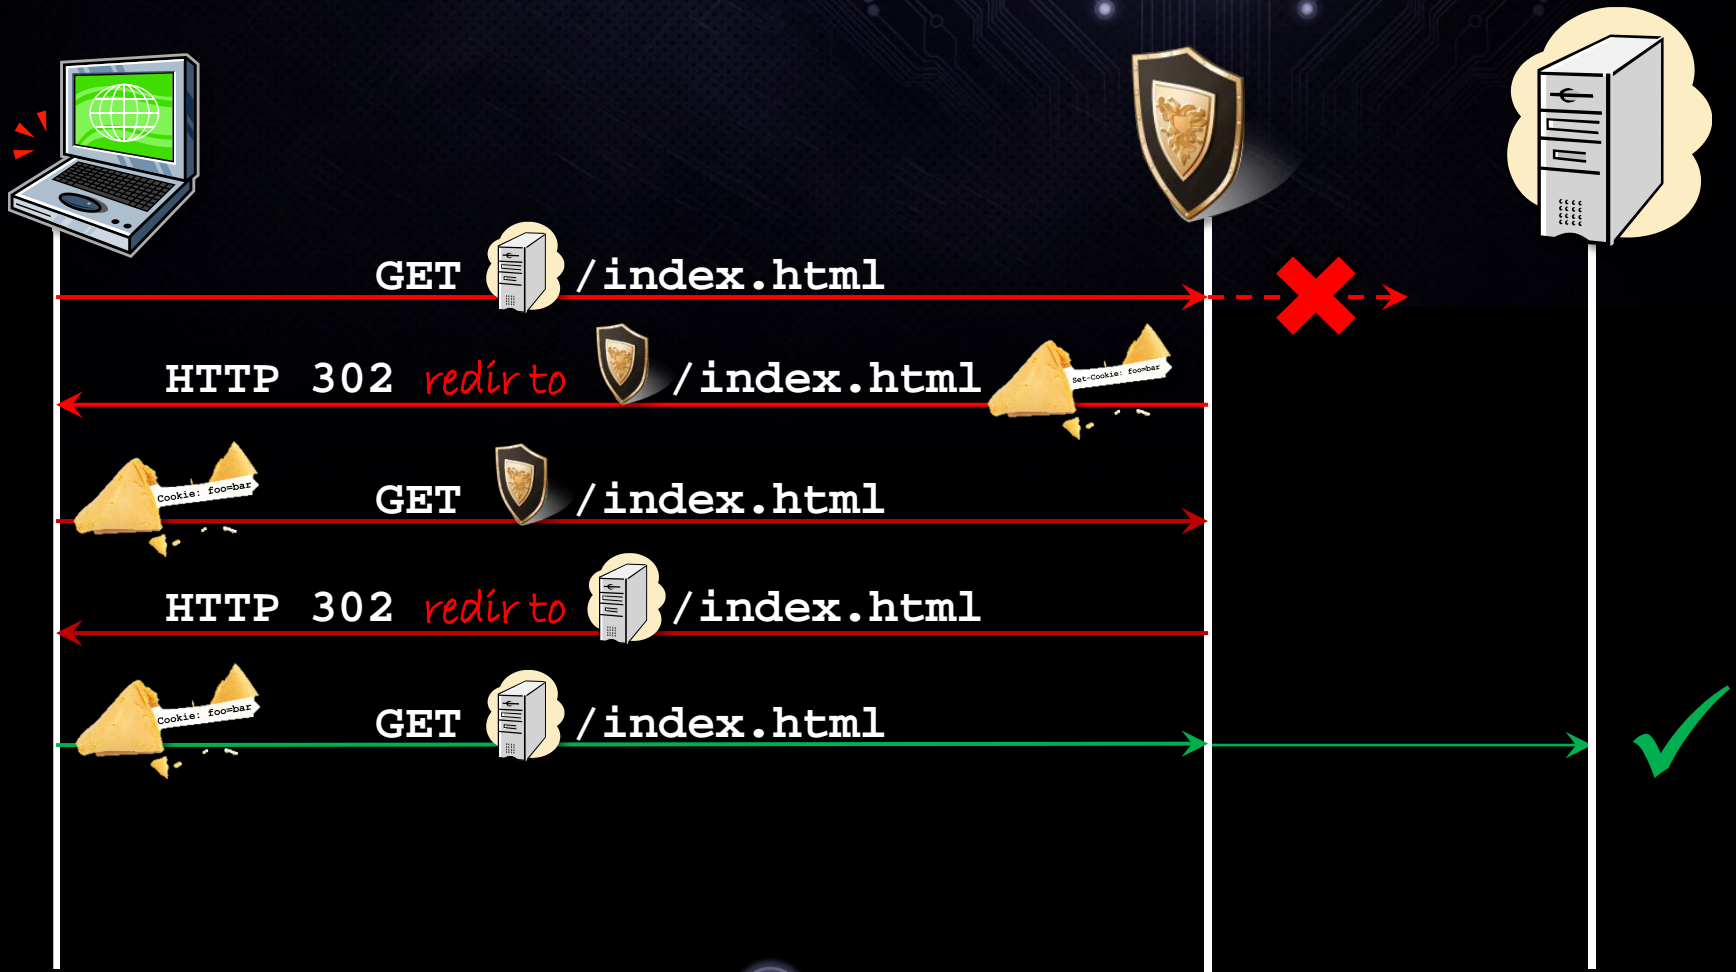 GET /index.html
HTTP 302 redir to /index.html
Set-Cookie: foo=bar
Cookie: foo=bar
GET /index.html
HTTP 302 redir to /index.html
Cookie: foo=bar
GET /index.html